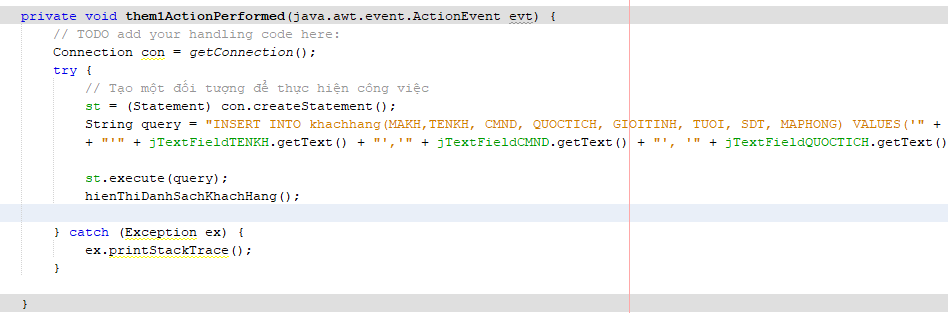 private void them1ActionPerformed(java.awt.event.ActionEvent evt) {
// TODO add your handling code here:
Connection con = getConnection();
try {
// Tạo một đối tượng để thực hiện công việc
st = (Statement) con.createStatement();
String query = "INSERT INTO khachhang(MAKH,TENKH, CMND, QUOCTICH, GIOITINH, TUOI, SDT, MAPHONG) VALUES('" +
+ "'" + jTextFieldTENKH.getText() + "','" + jTextFieldCMND.getText() + "', '" + jTextFieldQUOCTICH.getText()
st.execute(query);
hienThiDanhSachKhachHang();
} catch (Exception ex) {
ex.printStackTrace();
}
}